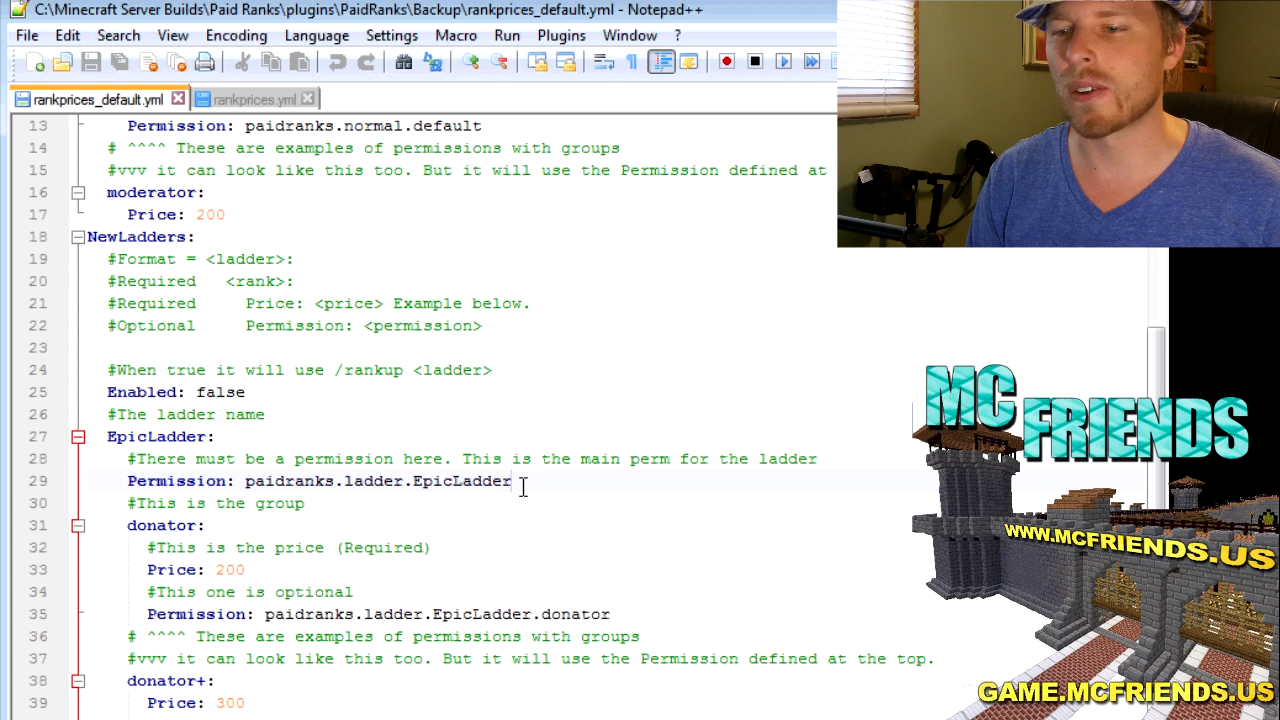 C:\Minecraft Server Builds\Paid Ranks\plugins\PaidRanks\Backup\rankprices_default.yml - Notepad++
File Edit Search View Encoding Language Settings Macro Run Plugins Window ?
rankprices_default.yml rankprices.yml
13 Permission: paidranks.normal.default
14 # ^^^^ These are examples of permissions with groups
15 #vvv it can look like this too. But it will use the Permission defined at
16 moderator:
17 Price: 200
18 NewLadders:
19 #Format = <ladder>:
20 #Required <rank>:
21 #Required Price: <price> Example below.
22 #Optional Permission: <permission>
23
24 #When true it will use /rankup <ladder>
25 Enabled: false
26 #The ladder name
27 EpicLadder:
28 #There must be a permission here. This is the main perm for the ladder
29 Permission: paidranks.ladder.EpicLadder
30 #This is the group
31 donator:
32 #This is the price (Required)
33 Price: 200
34 #This one is optional
35 Permission: paidranks.ladder.EpicLadder.donator
36 # ^^^^ These are examples of permissions with groups
37 #vvv it can look like this too. But it will use the Permission defined at the top.
38 donator+:
39 Price: 300
MC
FRIENDS
WWW.MCFRIENDS.US
GAME.MCFRIENDS.US